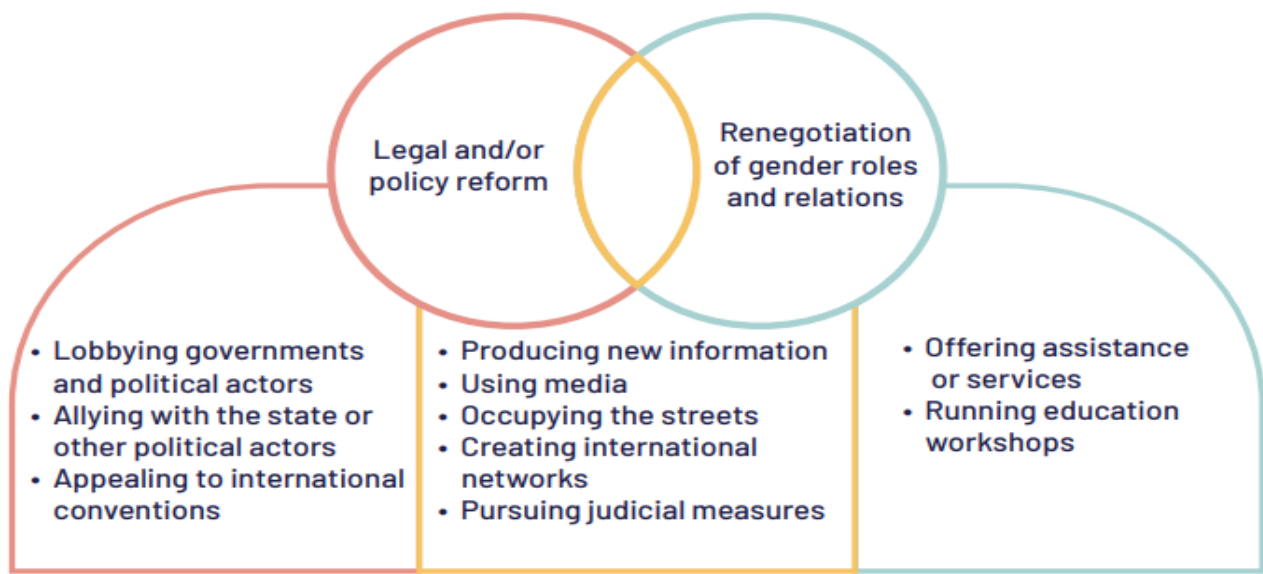 Legal and/or
policy reform
Renegotiation
of gender roles
and relations
• Lobbying governments
and political actors
• Allying with the state or
other political actors
• Appealing to international
conventions
• Producing new information
• Using media
• Occupying the streets
• Creating international
networks
• Pursuing judicial measures
• Offering assistance
or services
• Running education
workshops